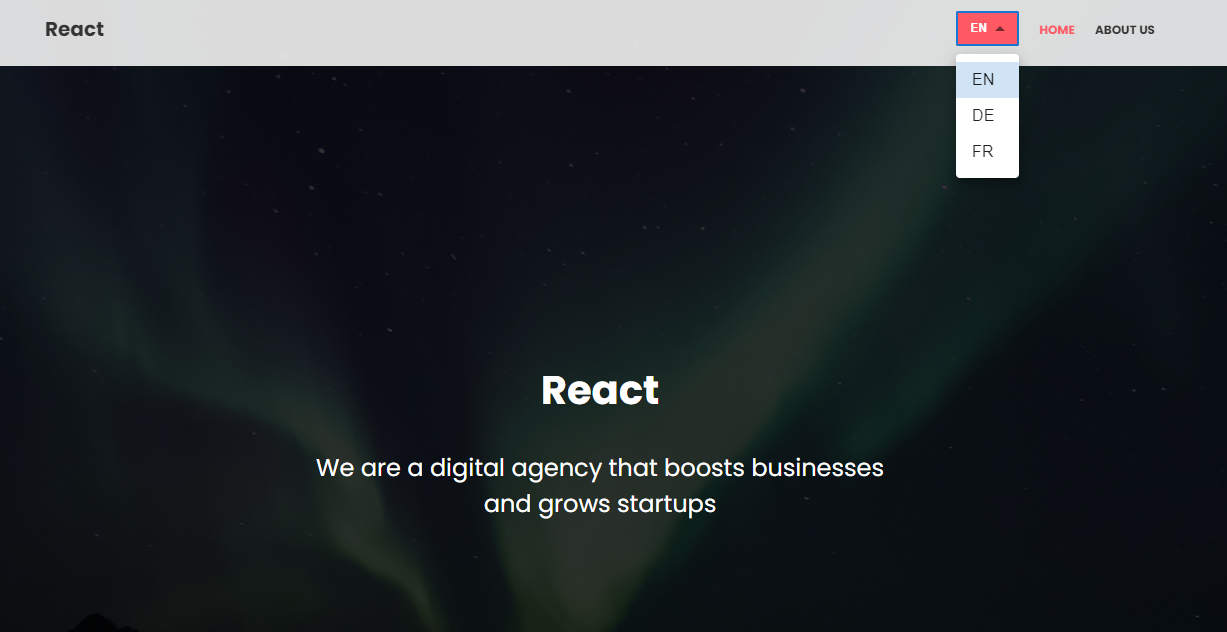 React
EN
HOME
ABOUT US
EN
DE
FR
React
We are a digital agency that boosts businesses
and grows startups